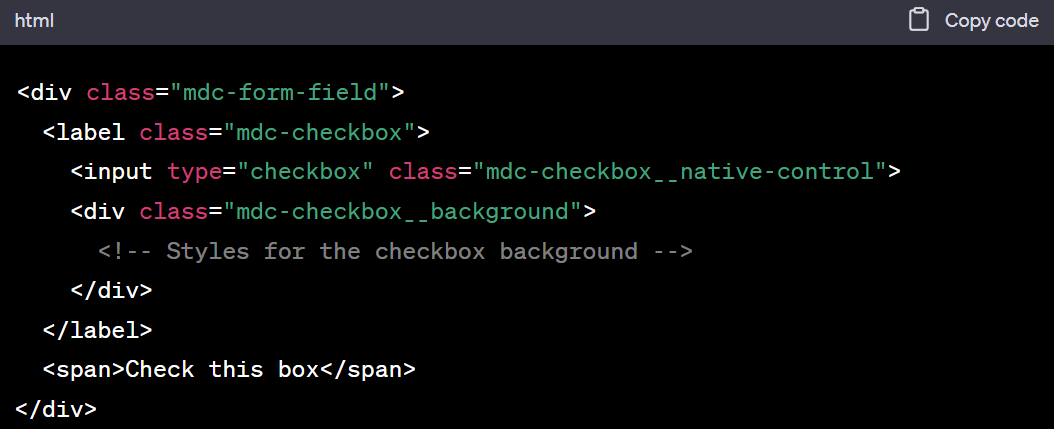 html
Copy code
<div class="mdc-form-field">
  <label class="mdc-checkbox">
    <input type="checkbox" class="mdc-checkbox__native-control">
    <div class="mdc-checkbox__background">
      <!-- Styles for the checkbox background -->
    </div>
  </label>
  <span>Check this box</span>
</div>